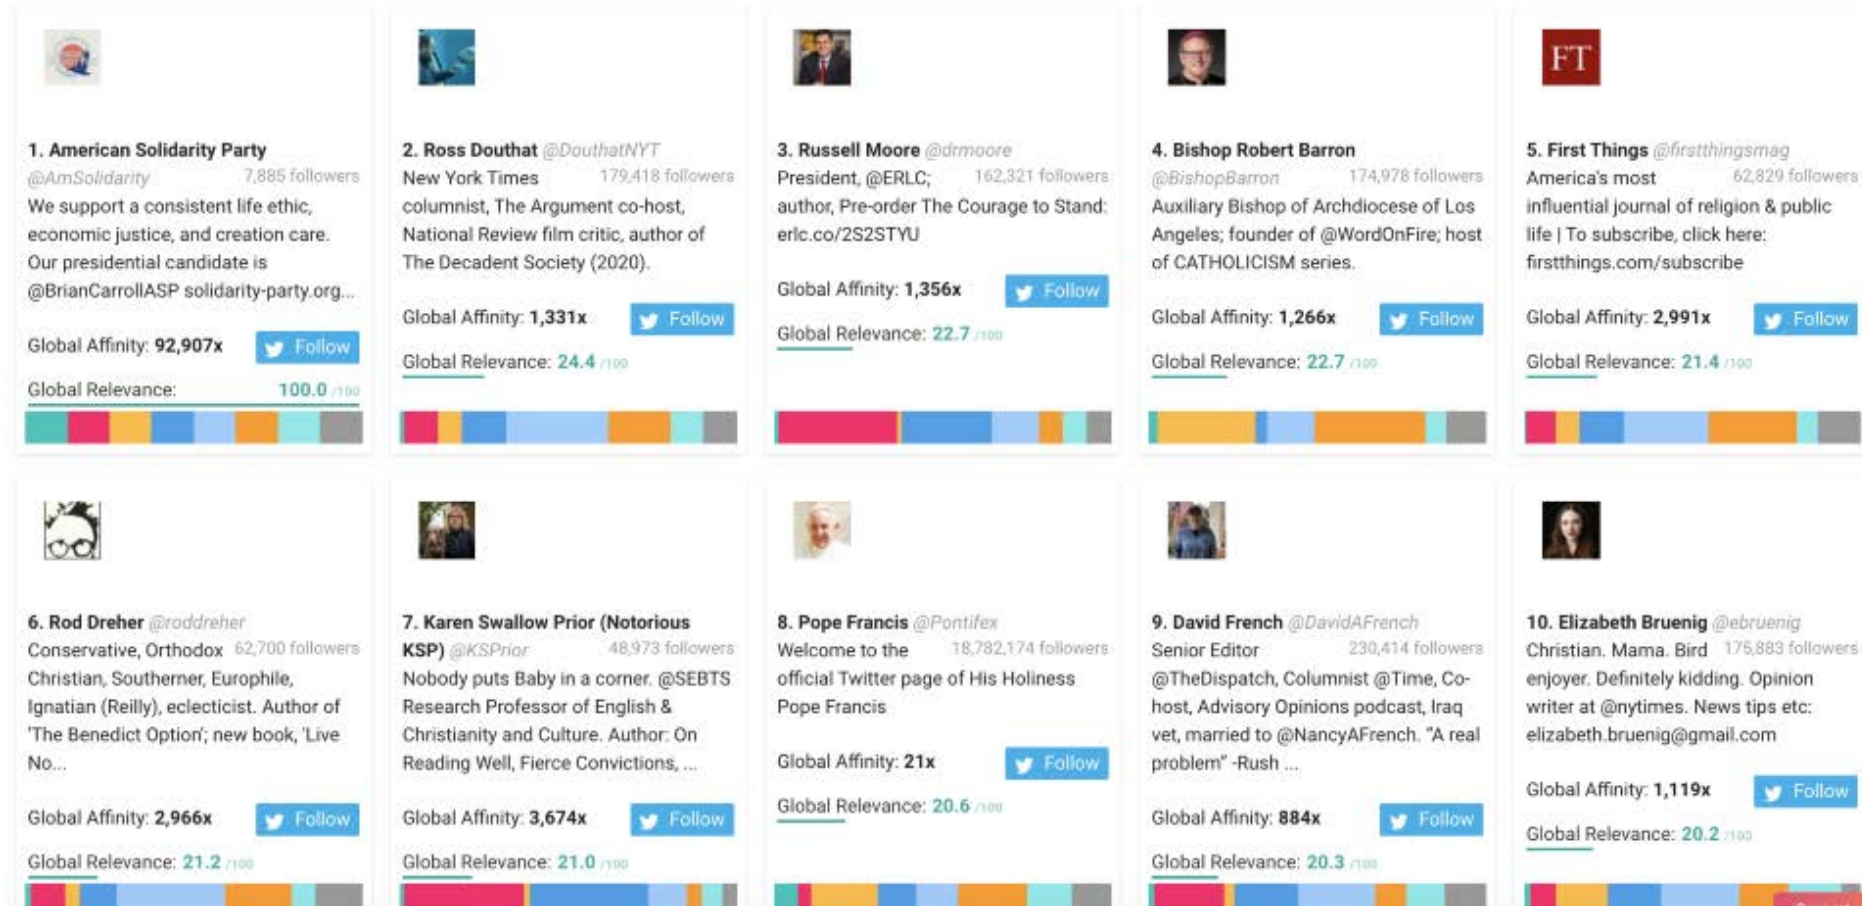 FT
1. American Solidarity Party
@AmSolidarity 7,885 followers
We support a consistent life ethic,
economic justice, and creation care.
Our presidential candidate is
@BrianCarrollASP solidarity-party.org...
Global Affinity: 92,907x Follow
Global Relevance: 100.0 /100
2. Ross Douthat @DouthatNYT
New York Times 179,418 followers
columnist, The Argument co-host,
National Review film critic, author of
The Decadent Society (2020).
Global Affinity: 1,331x Follow
Global Relevance: 24.4 /100
3. Russell Moore @drmoore
President, @ERLC; 162,321 followers
author, Pre-order The Courage to Stand:
erlc.co/2S2STYU
Global Affinity: 1,356x Follow
Global Relevance: 22.7 /100
4. Bishop Robert Barron
@BishopBarron 174,978 followers
Auxiliary Bishop of Archdiocese of Los
Angeles; founder of @WordOnFire; host
of CATHOLICISM series.
Global Affinity: 1,266x Follow
Global Relevance: 22.7 /100
5. First Things @firstthingsmag
America's most 62,829 followers
influential journal of religion & public
life | To subscribe, click here:
firstthings.com/subscribe
Global Affinity: 2,991x Follow
Global Relevance: 21.4 /100
6. Rod Dreher @roddreher
Conservative, Orthodox 62,700 followers
Christian, Southerner, Europhile,
Ignatian (Reilly), eclecticist. Author of
'The Benedict Option'; new book, 'Live
No...
Global Affinity: 2,966x Follow
Global Relevance: 21.2 /100
7. Karen Swallow Prior (Notorious
KSP) @KSPrior 48,973 followers
Nobody puts Baby in a corner. @SEBTS
Research Professor of English &
Christianity and Culture. Author: On
Reading Well, Fierce Convictions, ...
Global Affinity: 3,674x Follow
Global Relevance: 21.0 /100
8. Pope Francis @Pontifex
Welcome to the 18,782,174 followers
official Twitter page of His Holiness
Pope Francis
Global Affinity: 21x Follow
Global Relevance: 20.6 /100
9. David French @DavidAFrench
Senior Editor 230,414 followers
@TheDispatch, Columnist @Time, Co-
host, Advisory Opinions podcast, Iraq
vet, married to @NancyAFrench. "A real
problem" -Rush ...
Global Affinity: 884x Follow
Global Relevance: 20.3 /100
10. Elizabeth Bruenig @ebruenig
Christian. Mama. Bird 175,883 followers
enjoyer. Definitely kidding. Opinion
writer at @nytimes. News tips etc:
elizabeth.bruenig@gmail.com
Global Affinity: 1,119x Follow
Global Relevance: 20.2 /100